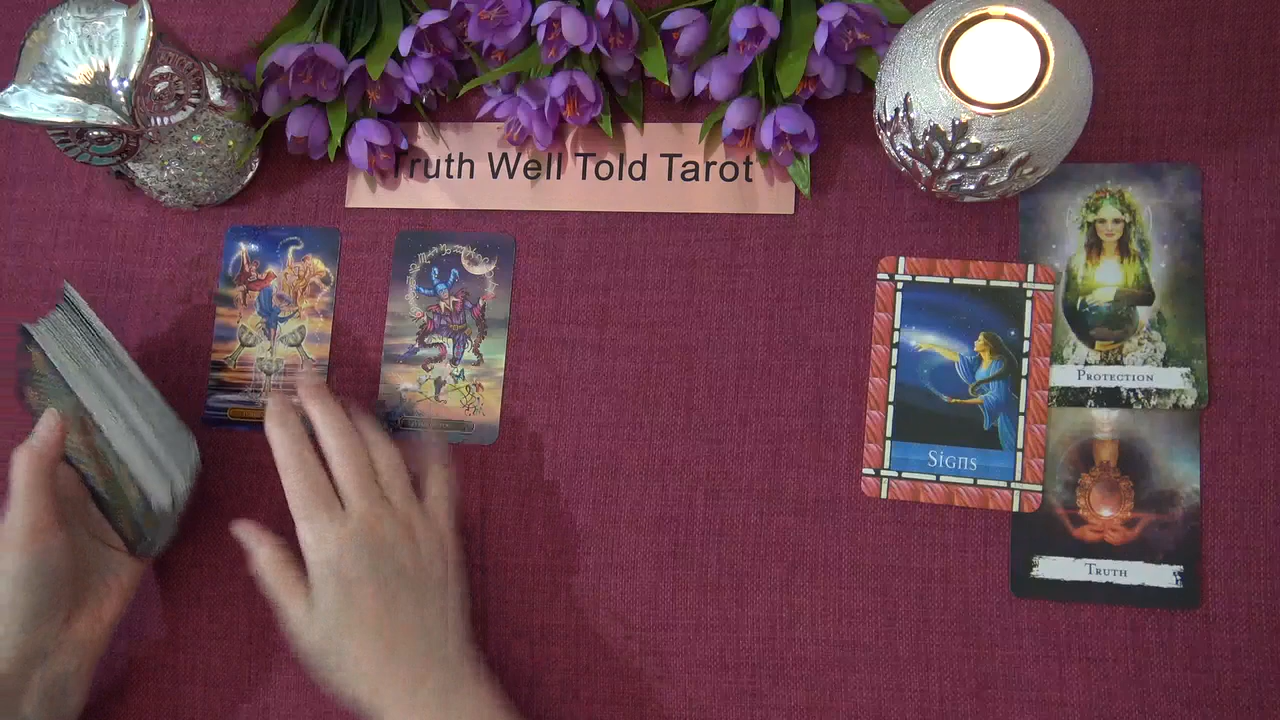 Truth Well Told Tarot
Protection
Signs
Truth